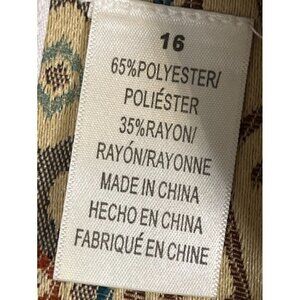 16
65%POLYESTER/
POLIÉSTER
35%RAYON/
RAYÓN/RAYONNE
MADE IN CHINA
HECHO EN CHINA
FABRIQUÉ EN CHINE